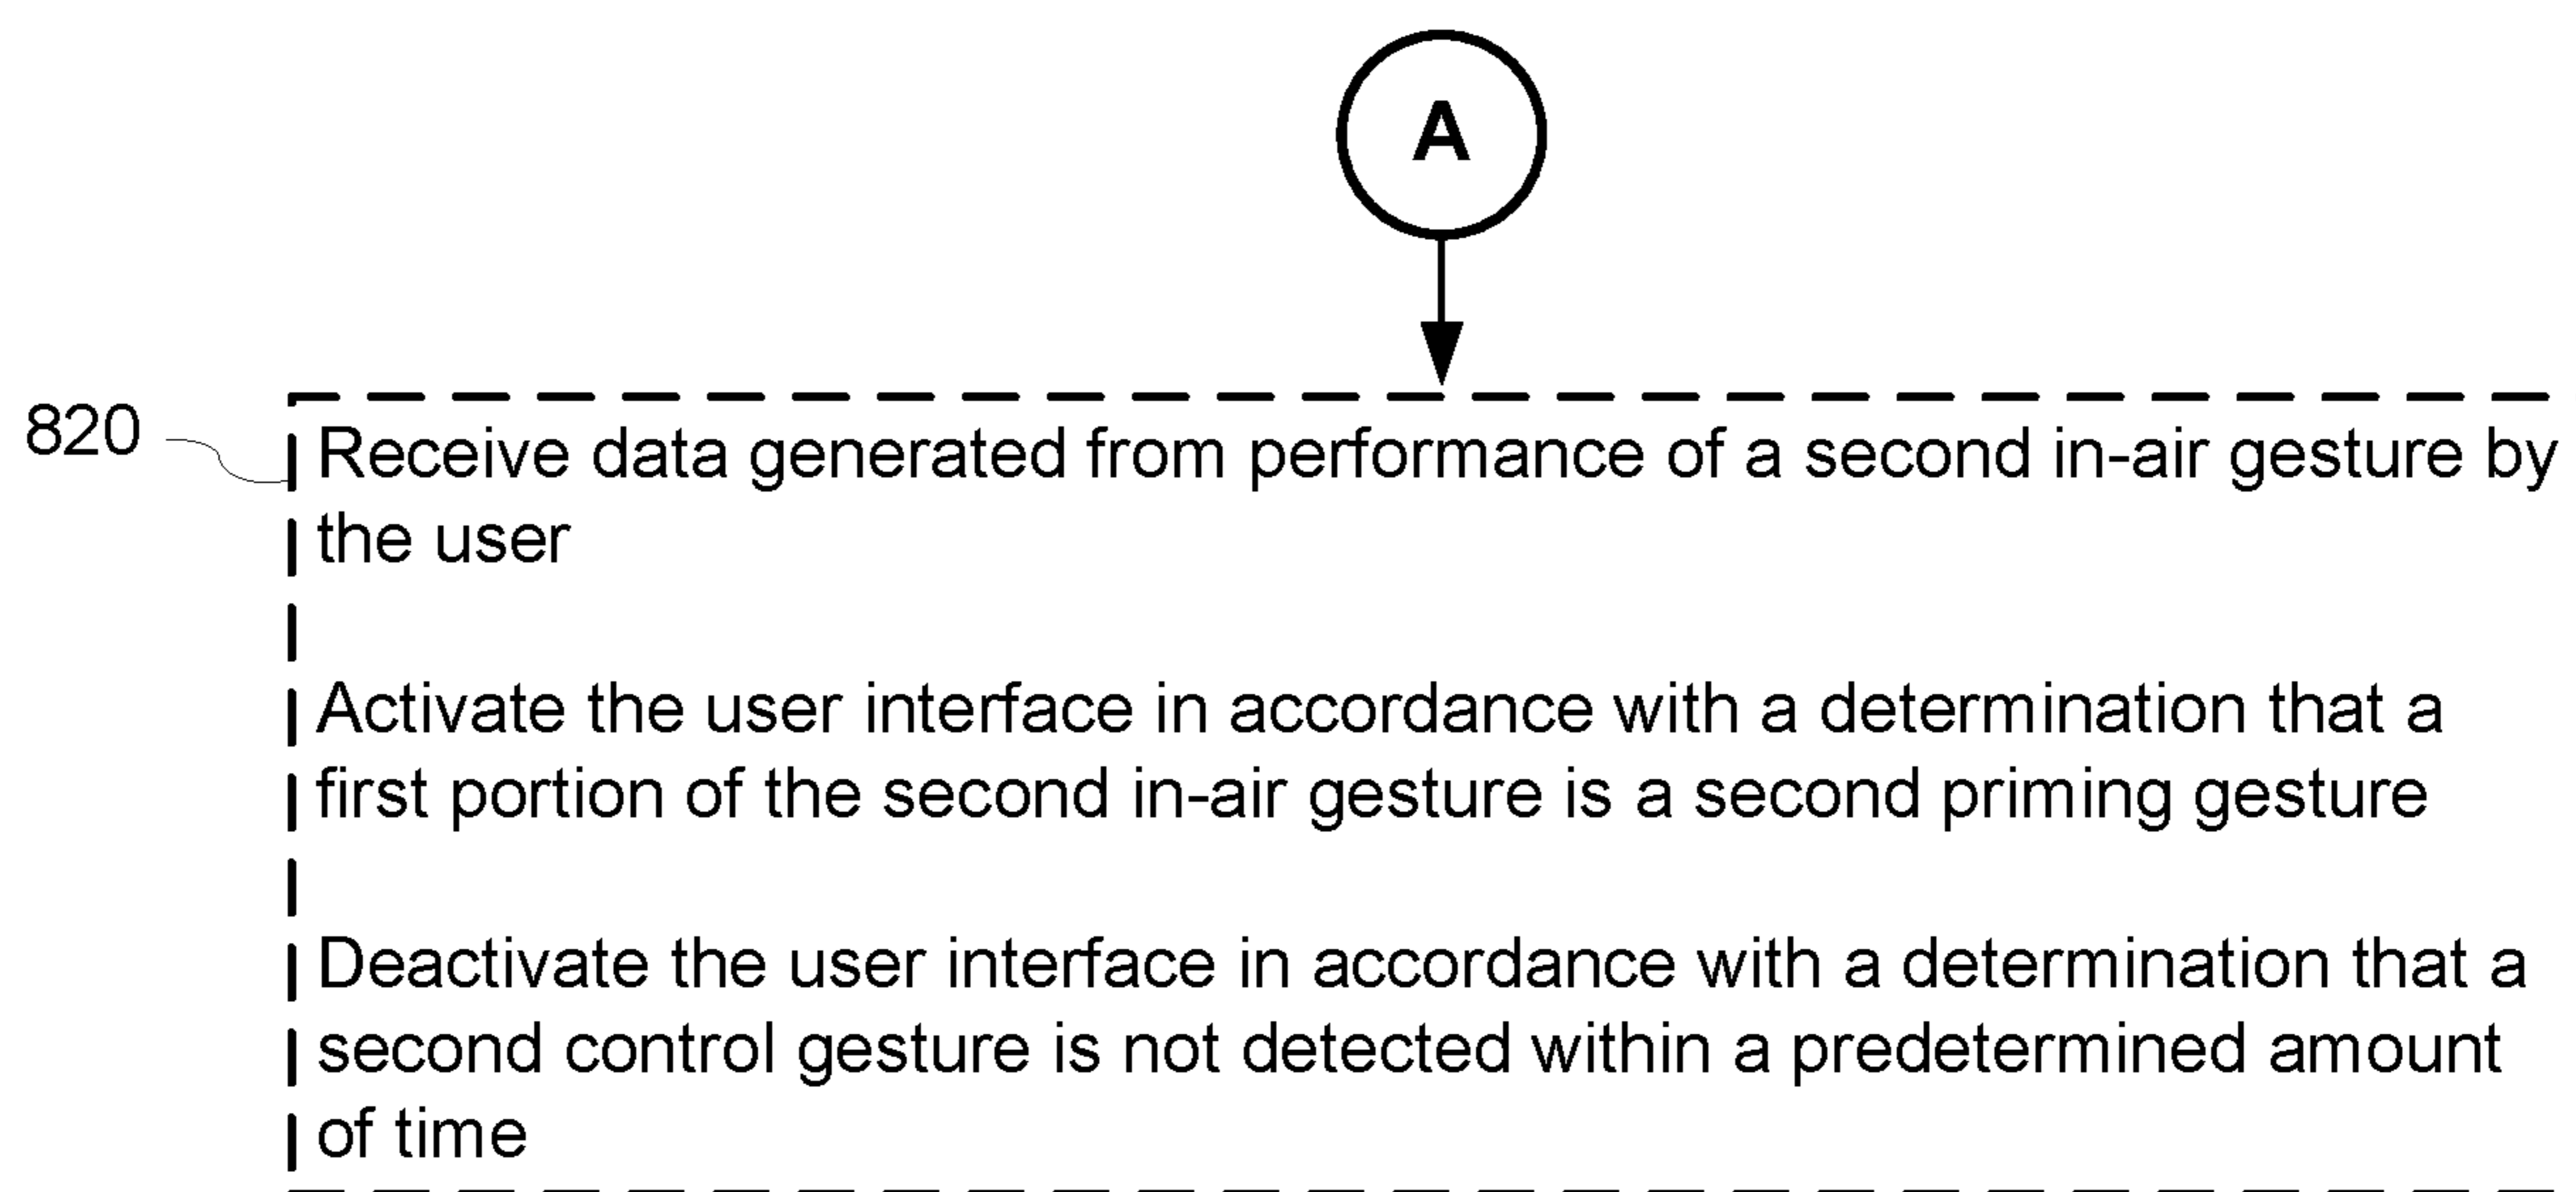 A
820
Receive data generated from performance of a second in-air gesture by
the user
Activate the user interface in accordance with a determination that a
first portion of the second in-air gesture is a second priming gesture
Deactivate the user interface in accordance with a determination that a
second control gesture is not detected within a predetermined amount
of time